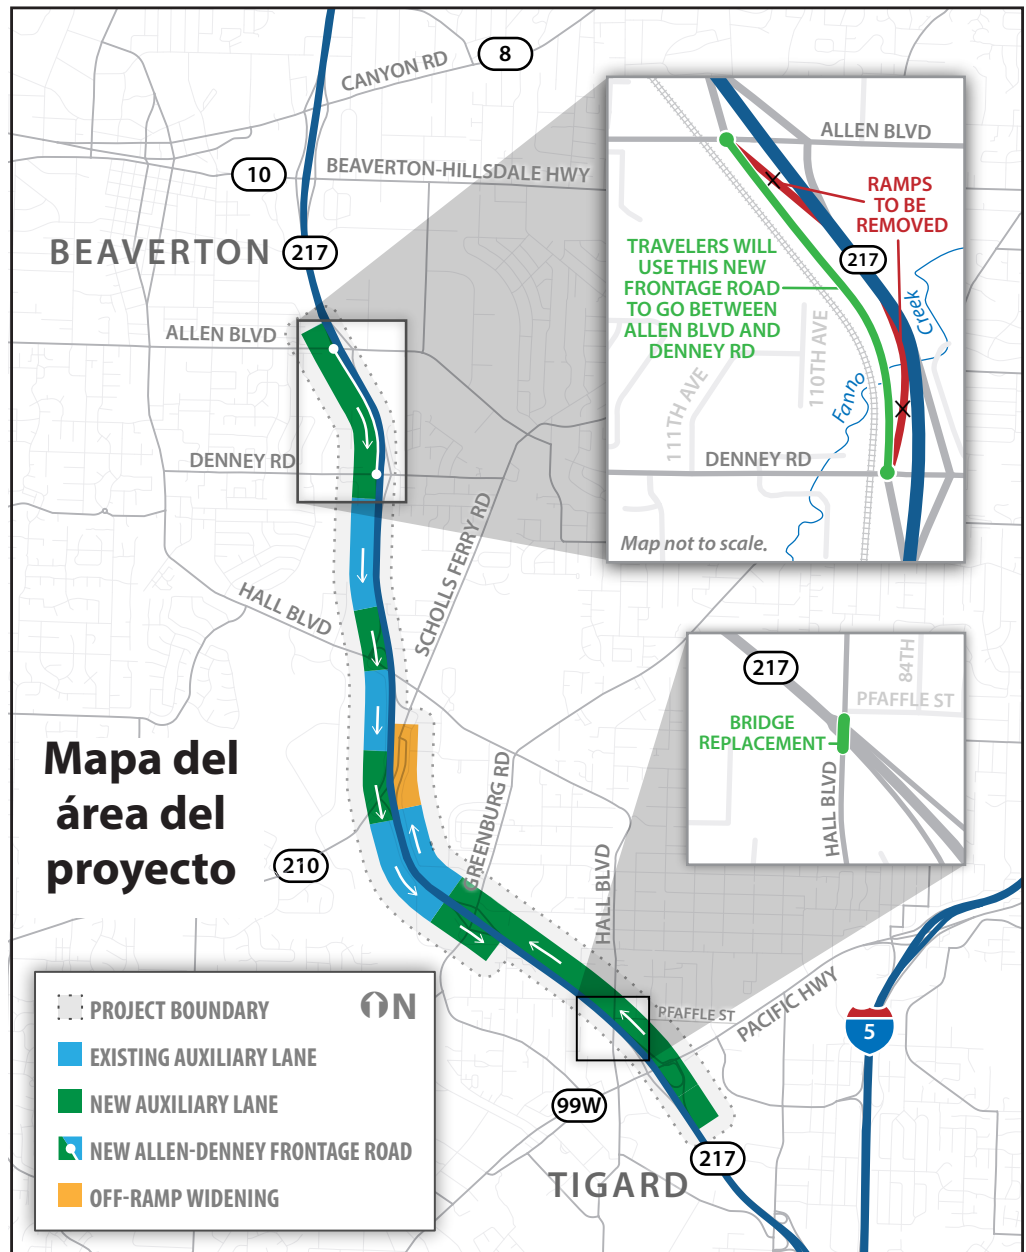 8
CANYON RD
10
BEAVERTON-HILLSDALE HWY
BEAVERTON
217
ALLEN BLVD
DENNEY RD
SCHOLLS FERRY RD
HALL BLVD
ALLEN BLVD
RAMPS
TO BE
REMOVED
TRAVELERS WILL
USE THIS NEW
FRONTAGE ROAD
TO GO BETWEEN
ALLEN BLVD AND
DENNEY RD
217
Creek
Fanno
110TH AVE
111TH AVE
DENNEY RD
Map not to scale.
217
84TH
PFAFFLE ST
BRIDGE
REPLACEMENT
HALL BLVD
Mapa del
área del
proyecto
210
GREENBURG RD
HALL BLVD
PFAFFLE ST
PACIFIC HWY
5
99W
217
TIGARD
PROJECT BOUNDARY
N
EXISTING AUXILIARY LANE
NEW AUXILIARY LANE
NEW ALLEN-DENNEY FRONTAGE ROAD
OFF-RAMP WIDENING